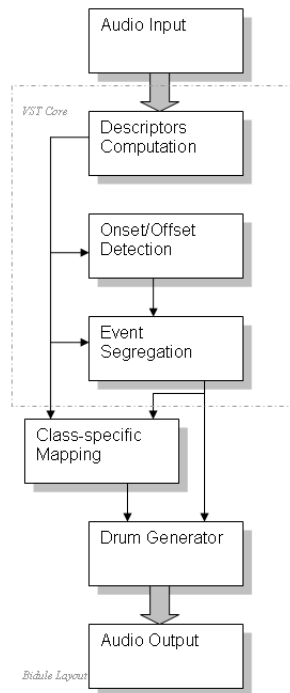 Audio Input
VST Core
Descriptors
Computation
Onset/Offset
Detection
Event
Segregation
Class-specific
Mapping
Drum Generator
Audio Output
Bidule Layout